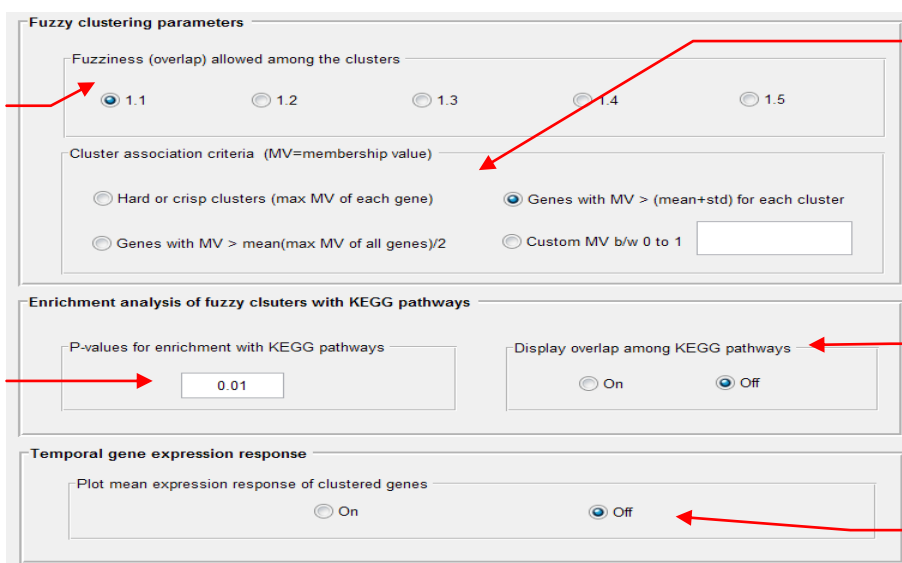 Fuzzy clustering parameters
Fuzziness (overlap) allowed among the clusters
1.1 1.2 1.3 1.4 1.5
Cluster association criteria (MV=membership value)
Hard or crisp clusters (max MV of each gene) Genes with MV > (mean+std) for each cluster
Genes with MV > mean(max MV of all genes)/2 Custom MV b/w 0 to 1
Enrichment analysis of fuzzy clsuters with KEGG pathways
P-values for enrichment with KEGG pathways Display overlap among KEGG pathways
0.01 On Off
Temporal gene expression response
Plot mean expression response of clustered genes
On Off